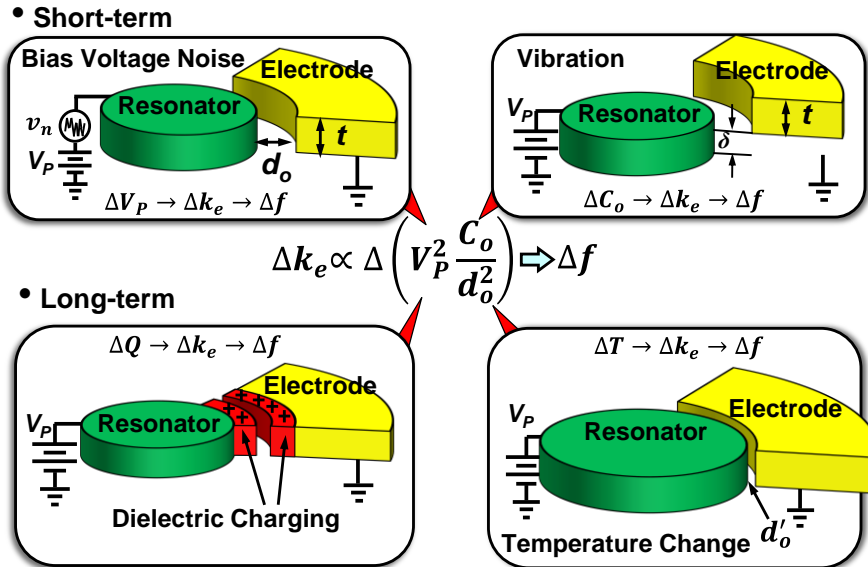 • Short-term
Bias Voltage Noise
Electrode
Resonator
v_n
V_P
t
d_o
ΔV_P → Δk_e → Δf
Vibration
Electrode
Resonator
V_P
t
δ
ΔC_o → Δk_e → Δf
Δk_e ∝ Δ(V_P^2 C_o/d_o^2) ⇨ Δf
• Long-term
ΔQ → Δk_e → Δf
Electrode
++++
++
V_P
Resonator
Dielectric Charging
ΔT → Δk_e → Δf
Electrode
V_P
Resonator
d_o′
Temperature Change